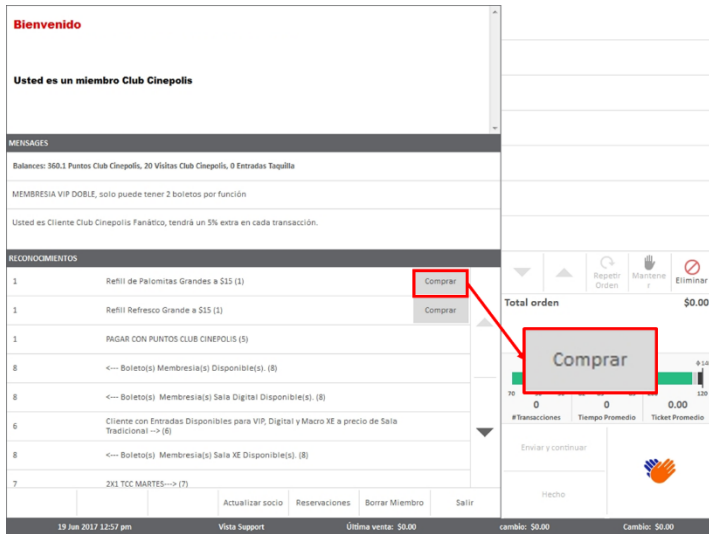 Bienvenido
Usted es un miembro Club Cinepolis
MENSAGES
Balances: 360.1 Puntos Club Cinepolis, 20 Visitas Club Cinepolis, 0 Entradas Taquilla
MEMBRESIA VIP DOBLE, solo puede tener 2 boletos por función
Usted es Cliente Club Cinepolis Fanático, tendrá un 5% extra en cada transacción.
RECONOCIMIENTOS
1 Refill de Palomitas Grandes a $15 (1) Comprar
1 Refill Refresco Grande a $15 (1) Comprar
1 PAGAR CON PUNTOS CLUB CINEPOLIS (5)
8 <--- Boleto(s) Membresia(s) Disponible(s). (8)
8 <--- Boleto(s) Membresia(s) Sala Digital Disponible(s). (8)
6 Cliente con Entradas Disponibles para VIP, Digital y Macro XE a precio de Sala
Tradicional --> (6)
8 <--- Boleto(s) Membresia(s) Sala XE Disponible(s). (8)
7 2X1 TCC MARTES---> (7)
Actualizar socio Reservaciones Borrar Miembro Salir
Repetir
Orden
Mantene
r
Eliminar
Total orden $0.00
Comprar
70
120
0 0 0.00
#Transacciones Tiempo Promedio Ticket Promedio
Enviar y continuar
Hecho
19 Jun 2017 12:57 pm Vista Support Última venta: $0.00 cambio: $0.00 Cambio: $0.00